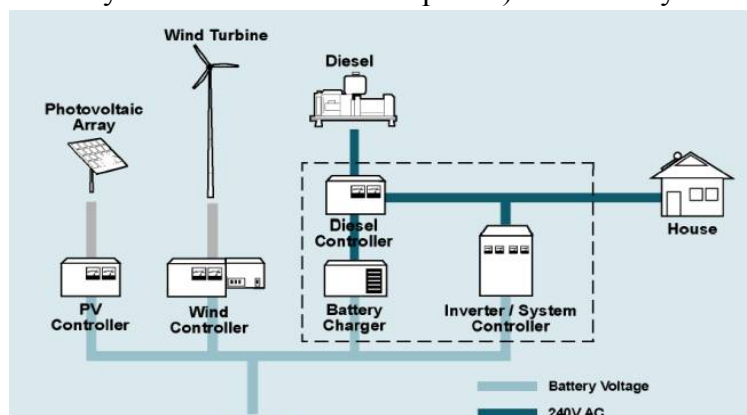 Wind Turbine
Diesel
Photovoltaic
Array
Diesel
Controller
House
PV
Controller
Wind
Controller
Battery
Charger
Inverter / System
Controller
Battery Voltage
240V AC